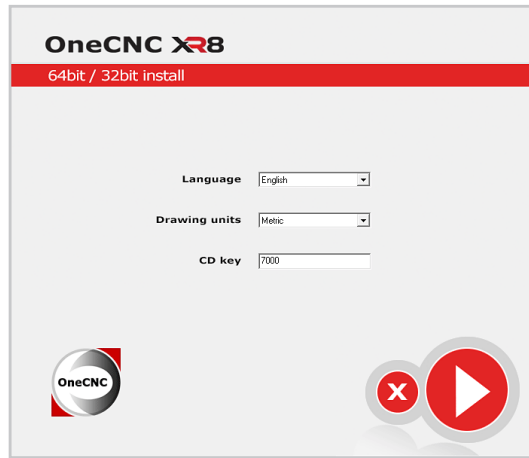 OneCNC XR8
64bit / 32bit install
Language English
Drawing units Metric
CD key 7000
OneCNC
X